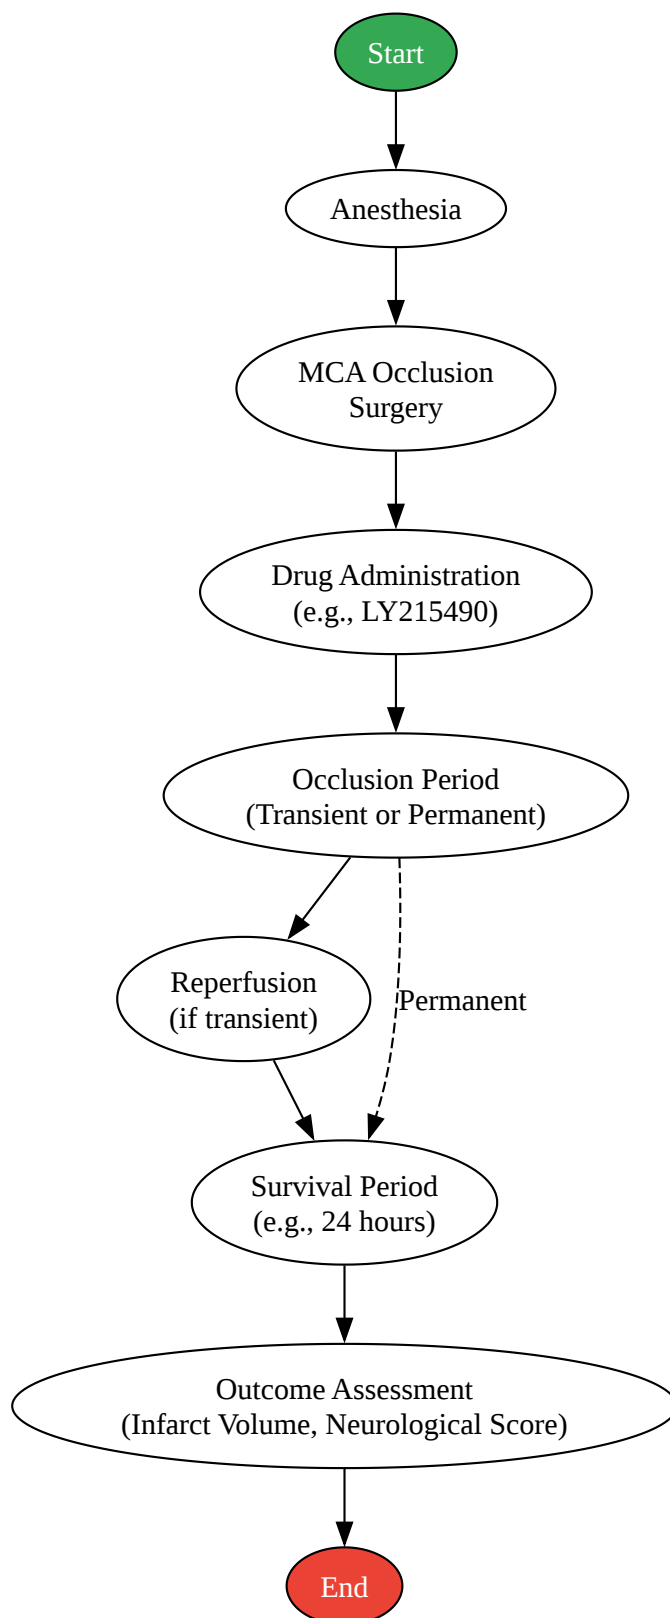 Start
Anesthesia
MCA Occlusion
Surgery
Drug Administration
(e.g., LY215490)
Occlusion Period
(Transient or Permanent)
Reperfusion
(if transient)
Permanent
Survival Period
(e.g., 24 hours)
Outcome Assessment
(Infarct Volume, Neurological Score)
End